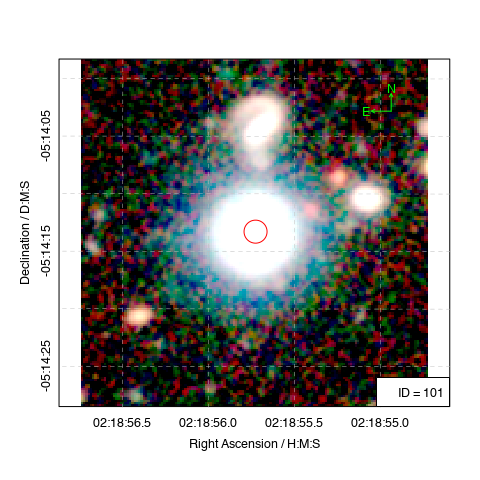 N
E
Declination / D:M:S
-05:14:05
-05:14:15
-05:14:25
ID = 101
02:18:56.5 02:18:56.0 02:18:55.5 02:18:55.0
Right Ascension / H:M:S